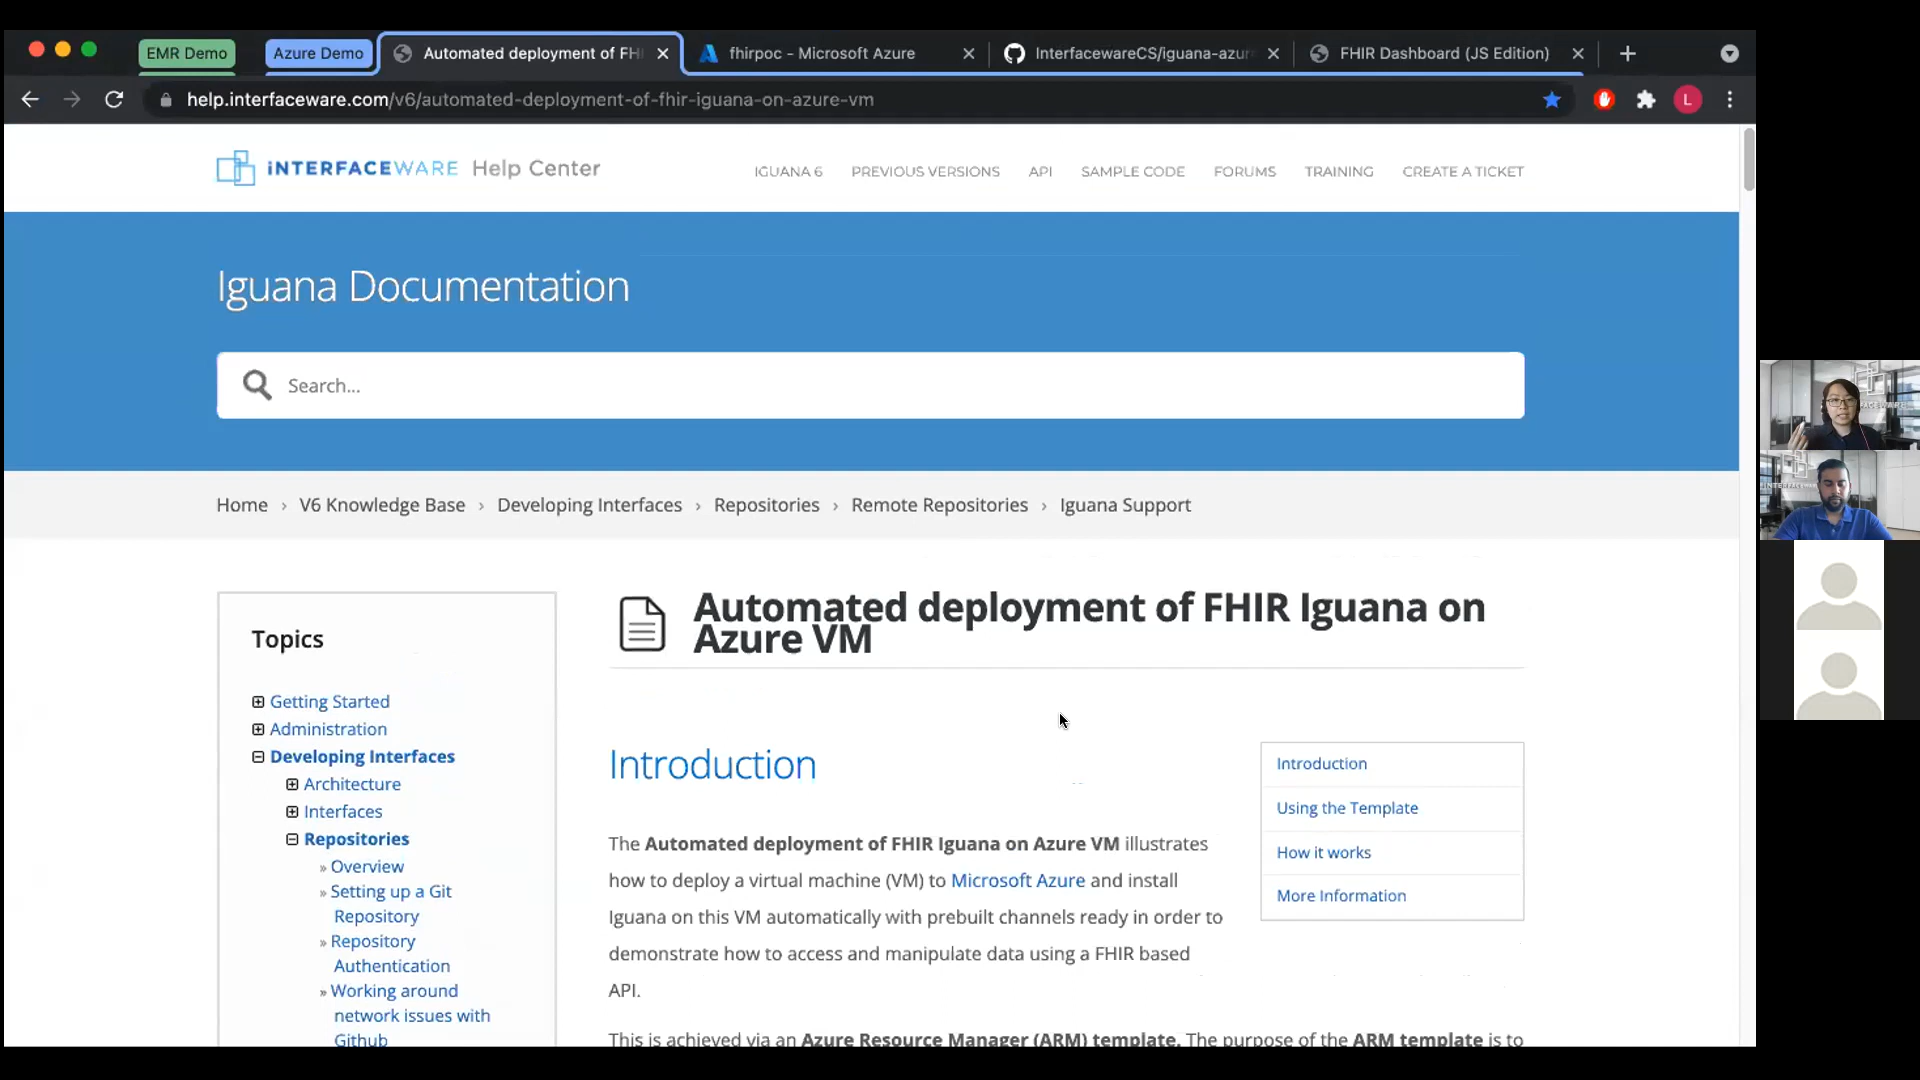 EMR Demo
Azure Demo
Automated deployment of FHI
fhirpoc - Microsoft Azure
InterfacewareCS/iguana-azur
FHIR Dashboard (JS Edition)
help.interfaceware.com/v6/automated-deployment-of-fhir-iguana-on-azure-vm
L
iNTERFACEWARE Help Center
IGUANA 6
PREVIOUS VERSIONS
API
SAMPLE CODE
FORUMS
TRAINING
CREATE A TICKET
Iguana Documentation
Search...
Home › V6 Knowledge Base › Developing Interfaces › Repositories › Remote Repositories › Iguana Support
Topics
Getting Started
Administration
Developing Interfaces
Architecture
Interfaces
Repositories
» Overview
» Setting up a Git
Repository
» Repository
Authentication
» Working around
network issues with
Github
Automated deployment of FHIR Iguana on
Azure VM
Introduction
The Automated deployment of FHIR Iguana on Azure VM illustrates
how to deploy a virtual machine (VM) to Microsoft Azure and install
Iguana on this VM automatically with prebuilt channels ready in order to
demonstrate how to access and manipulate data using a FHIR based
API.
This is achieved via an Azure Resource Manager (ARM) template. The purpose of the ARM template is to
Introduction
Using the Template
How it works
More Information